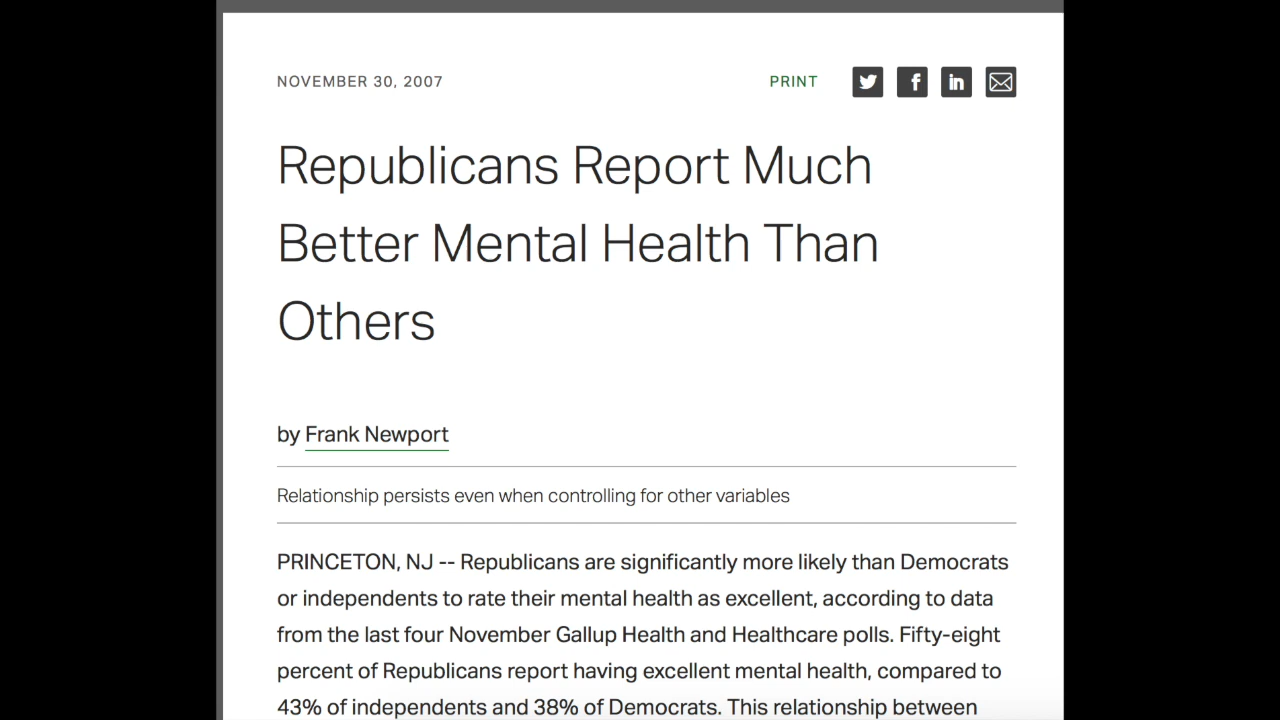 NOVEMBER 30, 2007 PRINT
Republicans Report Much
Better Mental Health Than
Others
by Frank Newport
Relationship persists even when controlling for other variables
PRINCETON, NJ -- Republicans are significantly more likely than Democrats
or independents to rate their mental health as excellent, according to data
from the last four November Gallup Health and Healthcare polls. Fifty-eight
percent of Republicans report having excellent mental health, compared to
43% of independents and 38% of Democrats. This relationship between